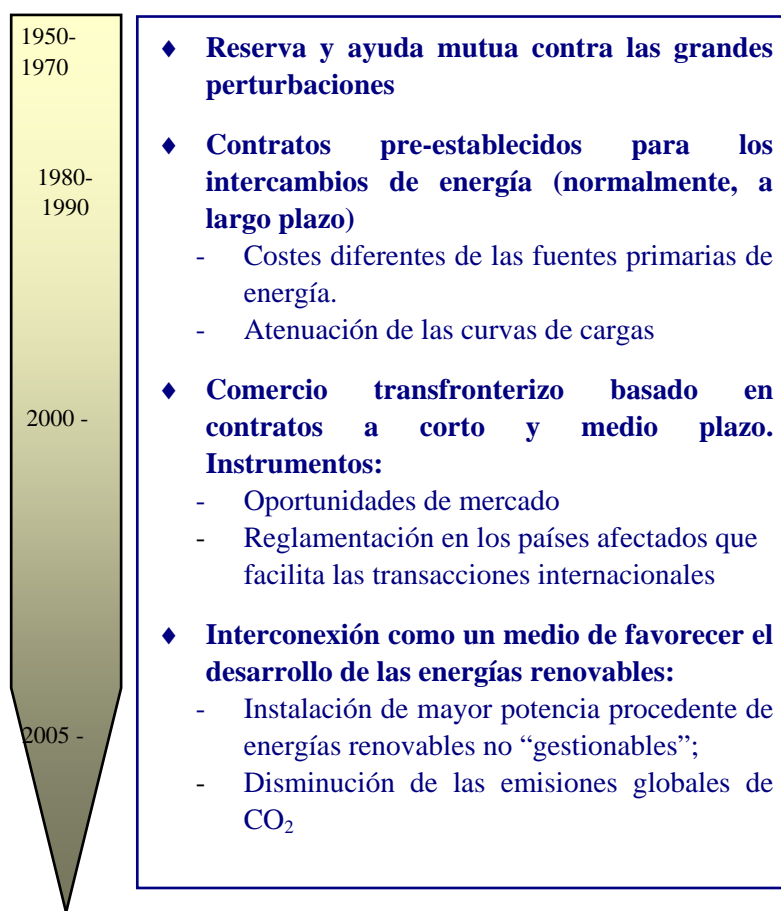 1950-
1970
♦ Reserva y ayuda mutua contra las grandes
perturbaciones
♦ Contratos pre-establecidos para los
intercambios de energía (normalmente, a
largo plazo)
1980-
1990
- Costes diferentes de las fuentes primarias de
energía.
- Atenuación de las curvas de cargas
♦ Comercio transfronterizo basado en
contratos a corto y medio plazo.
Instrumentos:
2000 -
- Oportunidades de mercado
- Reglamentación en los países afectados que
facilita las transacciones internacionales
♦ Interconexión como un medio de favorecer el
desarrollo de las energías renovables:
2005 -
- Instalación de mayor potencia procedente de
energías renovables no “gestionables”;
- Disminución de las emisiones globales de
CO₂